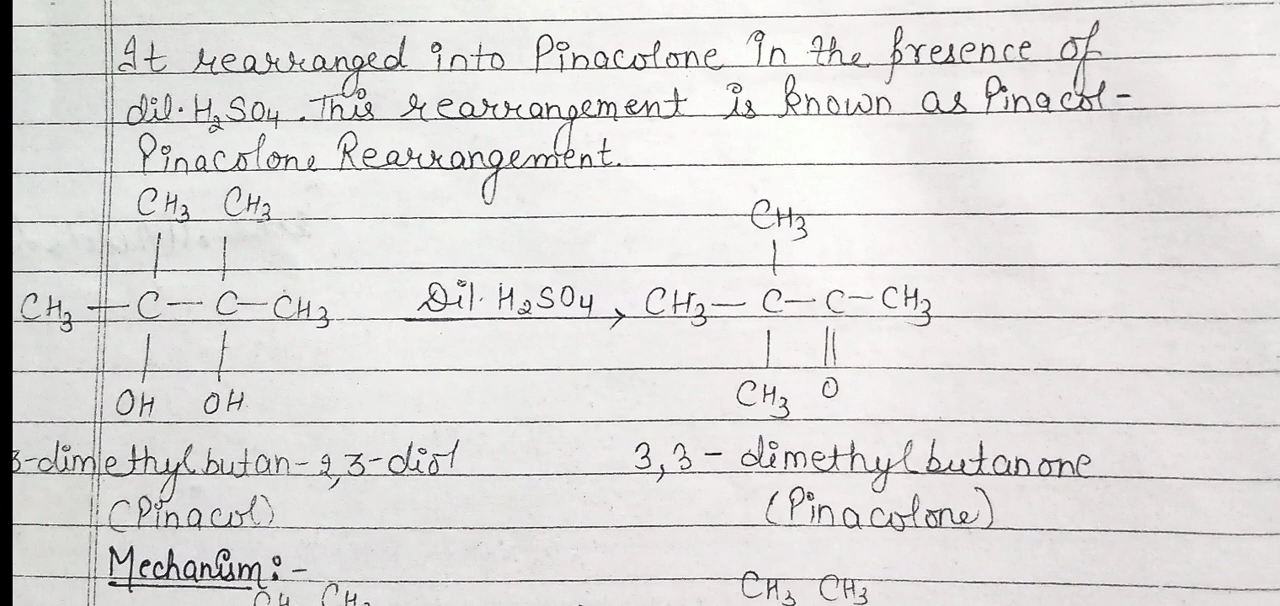 It rearranged into Pinacolone in the presence of
dil. H₂SO₄. This rearrangement is known as Pinacol-
Pinacolone Rearrangement.
CH₃ CH₃
CH₃
CH₃ — C — C — CH₃ Dil. H₂SO₄ → CH₃ — C — C — CH₃
OH OH
CH₃ O
3-dimethylbutan-2,3-diol 3,3-dimethylbutanone
(Pinacol) (Pinacolone)
Mechanism:-
CH₃ CH₃